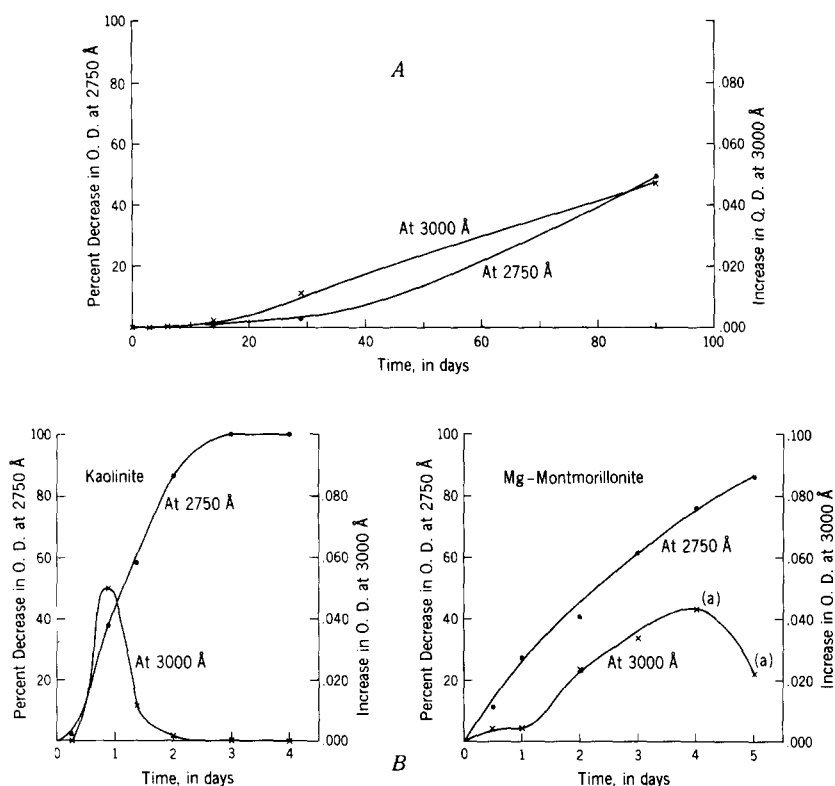 A
Percent Decrease in O. D. at 2750 Å
100
80
60
40
20
.080
.060
.040
.020
.000
Increase in O. D. at 3000 Å
At 3000 Å
At 2750 Å
0
20
40
60
80
100
Time, in days
B
Kaolinite
Percent Decrease in O. D. at 2750 Å
100
80
60
40
20
.080
.060
.040
.020
.000
Increase in O. D. at 3000 Å
At 2750 Å
At 3000 Å
0
1
2
3
4
Time, in days
Mg-Montmorillonite
Percent Decrease in O. D. at 2750 Å
100
80
60
40
20
0.100
.080
.060
.040
.020
.000
Increase in O. D. at 3000 Å
At 2750 Å
At 3000 Å
(a)
(a)
0
1
2
3
4
5
Time, in days